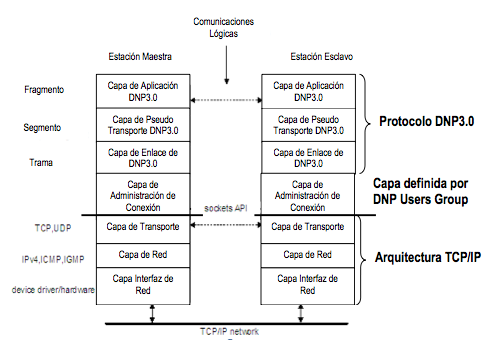 Comunicaciones
Lógicas
Estación Maestra
Estación Esclavo
Fragmento
Capa de Aplicación
DNP3.0
Capa de Aplicación
DNP3.0
Segmento
Capa de Pseudo
Transporte DNP3.0
Capa de Pseudo
Transporte DNP3.0
Protocolo DNP3.0
Trama
Capa de Enlace de
DNP3.0
Capa de Enlace de
DNP3.0
Capa de
Administración de
Conexión
sockets API
Capa de
Administración de
Conexión
Capa definida por
DNP Users Group
TCP,UDP
Capa de Transporte
Capa de Transporte
IPv4,ICMP,IGMP
Capa de Red
Capa de Red
Arquitectura TCP/IP
device driver/hardware
Capa Interfaz de
Red
Capa Interfaz de
Red
TCP/IP network